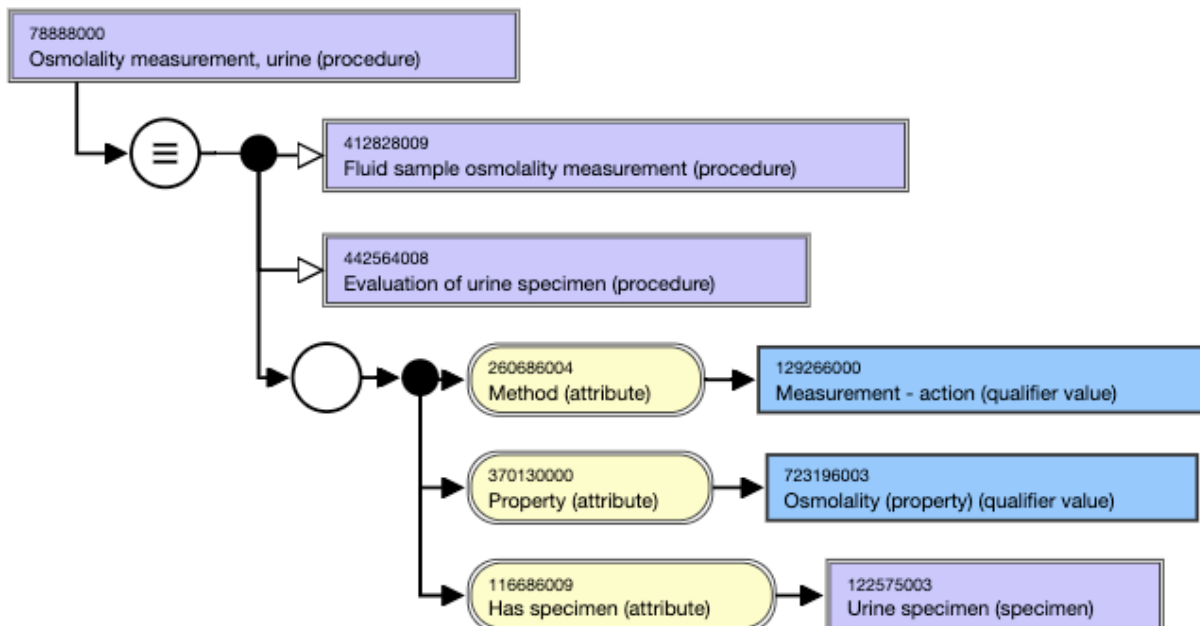 78888000
Osmolality measurement, urine (procedure)
412828009
Fluid sample osmolality measurement (procedure)
442564008
Evaluation of urine specimen (procedure)
260686004
Method (attribute)
129266000
Measurement - action (qualifier value)
370130000
Property (attribute)
723196003
Osmolality (property) (qualifier value)
116686009
Has specimen (attribute)
122575003
Urine specimen (specimen)